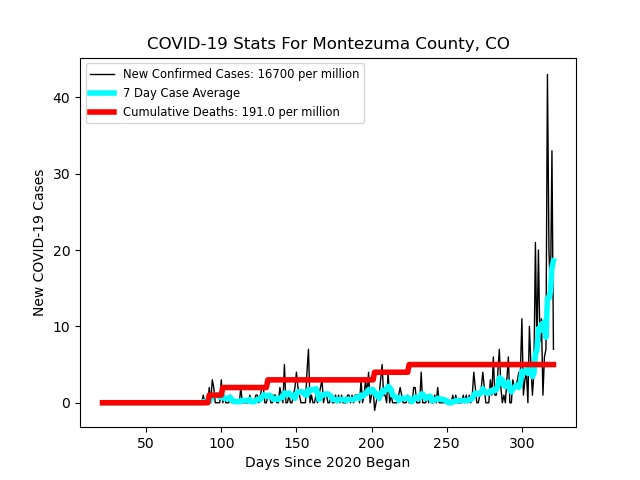 COVID-19 Stats For Montezuma County, CO
New Confirmed Cases: 16700 per million
7 Day Case Average
Cumulative Deaths: 191.0 per million
New COVID-19 Cases
40
30
20
10
0
50 100 150 200 250 300
Days Since 2020 Began